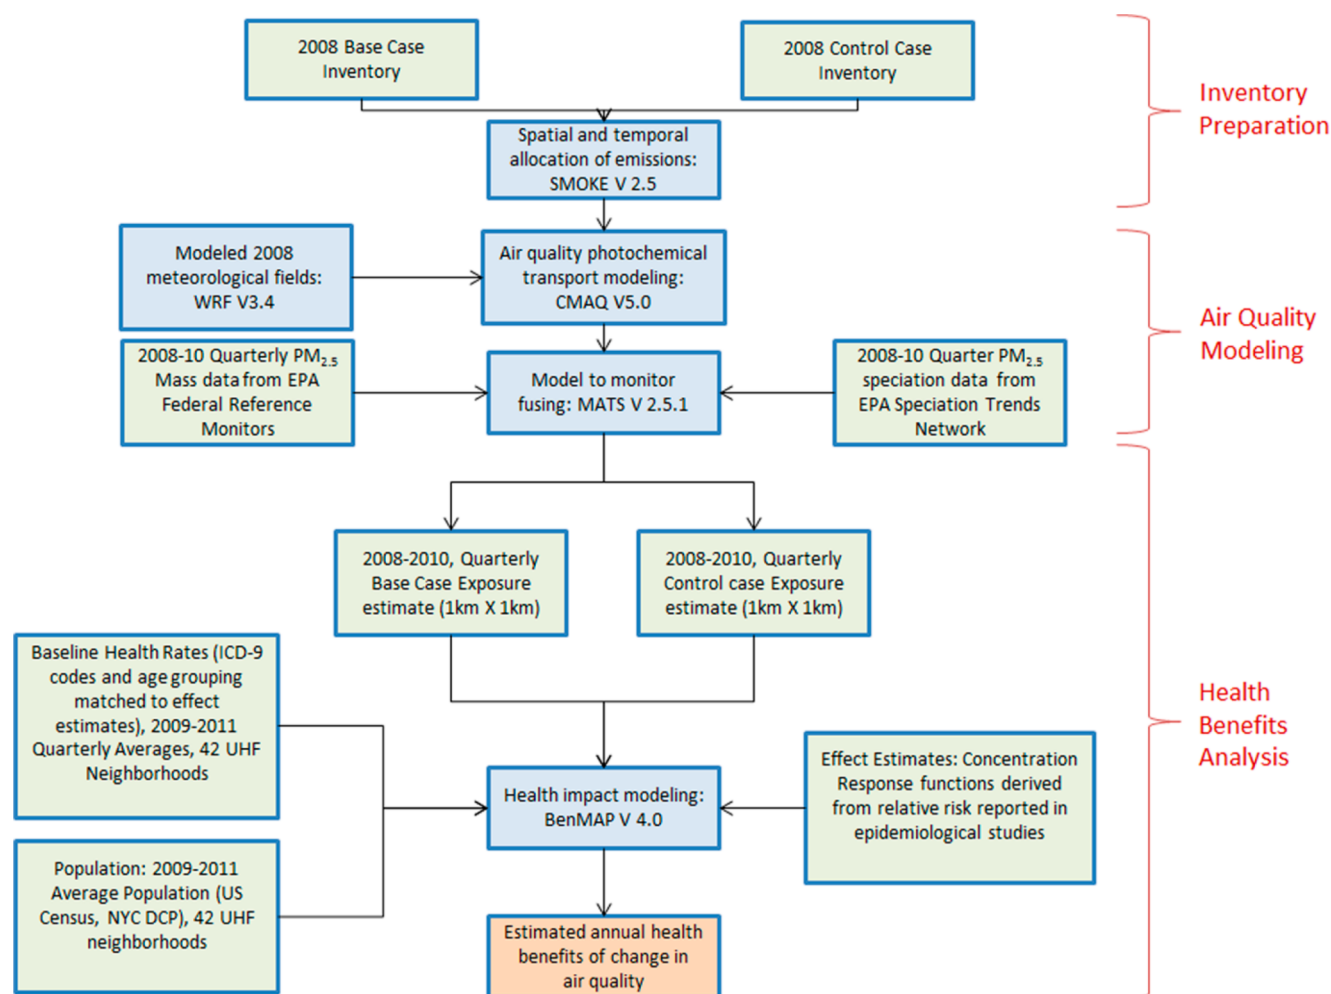 2008 Base Case
Inventory
2008 Control Case
Inventory
Inventory
Preparation
Spatial and temporal
allocation of emissions:
SMOKE V 2.5
Modeled 2008
meteorological fields:
WRF V3.4
Air quality photochemical
transport modeling:
CMAQ V5.0
Air Quality
Modeling
2008-10 Quarterly PM2.5
Mass data from EPA
Federal Reference
Monitors
Model to monitor
fusing: MATS V 2.5.1
2008-10 Quarter PM2.5
speciation data from
EPA Speciation Trends
Network
2008-2010, Quarterly
Base Case Exposure
estimate (1km X 1km)
2008-2010, Quarterly
Control case Exposure
estimate (1km X 1km)
Baseline Health Rates (ICD-9
codes and age grouping
matched to effect
estimates), 2009-2011
Quarterly Averages, 42 UHF
Neighborhoods
Health
Benefits
Analysis
Health impact modeling:
BenMAP V 4.0
Effect Estimates: Concentration
Response functions derived
from relative risk reported in
epidemiological studies
Population: 2009-2011
Average Population (US
Census, NYC DCP), 42 UHF
neighborhoods
Estimated annual health
benefits of change in
air quality